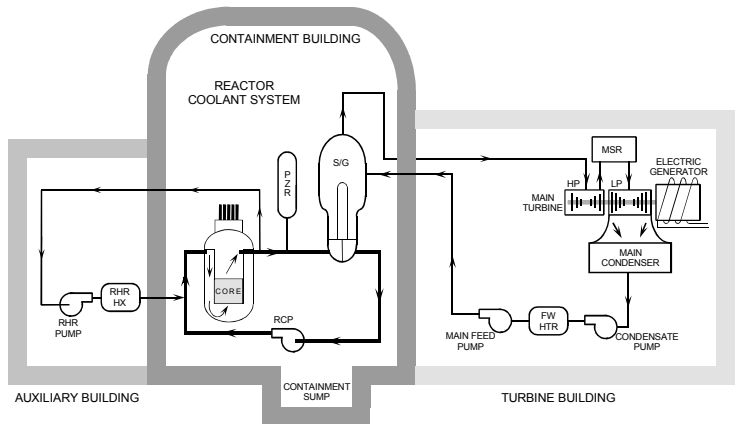 CONTAINMENT BUILDING
REACTOR
COOLANT SYSTEM
P
Z
R
S/G
MSR
ELECTRIC
GENERATOR
HP
LP
MAIN
TURBINE
MAIN
CONDENSER
CORE
RHR
HX
RHR
PUMP
RCP
MAIN FEED
PUMP
FW
HTR
CONDENSATE
PUMP
CONTAINMENT
SUMP
AUXILIARY BUILDING
TURBINE BUILDING